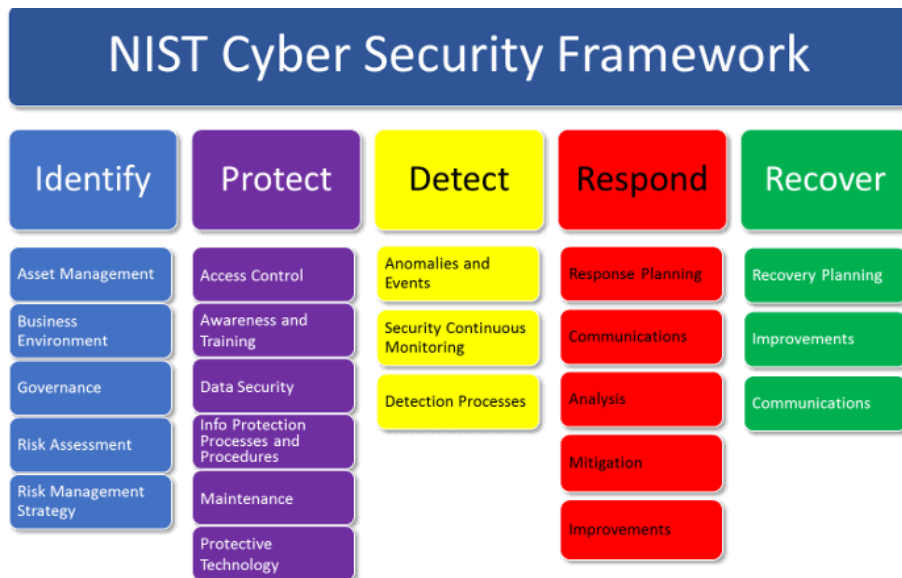 NIST Cyber Security Framework
Identify
Asset Management
Business
Environment
Governance
Risk Assessment
Risk Management
Strategy
Protect
Access Control
Awareness and
Training
Data Security
Info Protection
Processes and
Procedures
Maintenance
Protective
Technology
Detect
Anomalies and
Events
Security Continuous
Monitoring
Detection Processes
Respond
Response Planning
Communications
Analysis
Mitigation
Improvements
Recover
Recovery Planning
Improvements
Communications